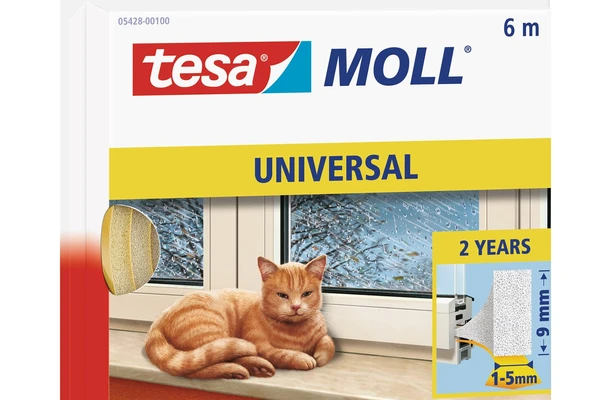 05428-00100
6 m
tesa® MOLL®
UNIVERSAL
2 YEARS
9 mm
1-5mm